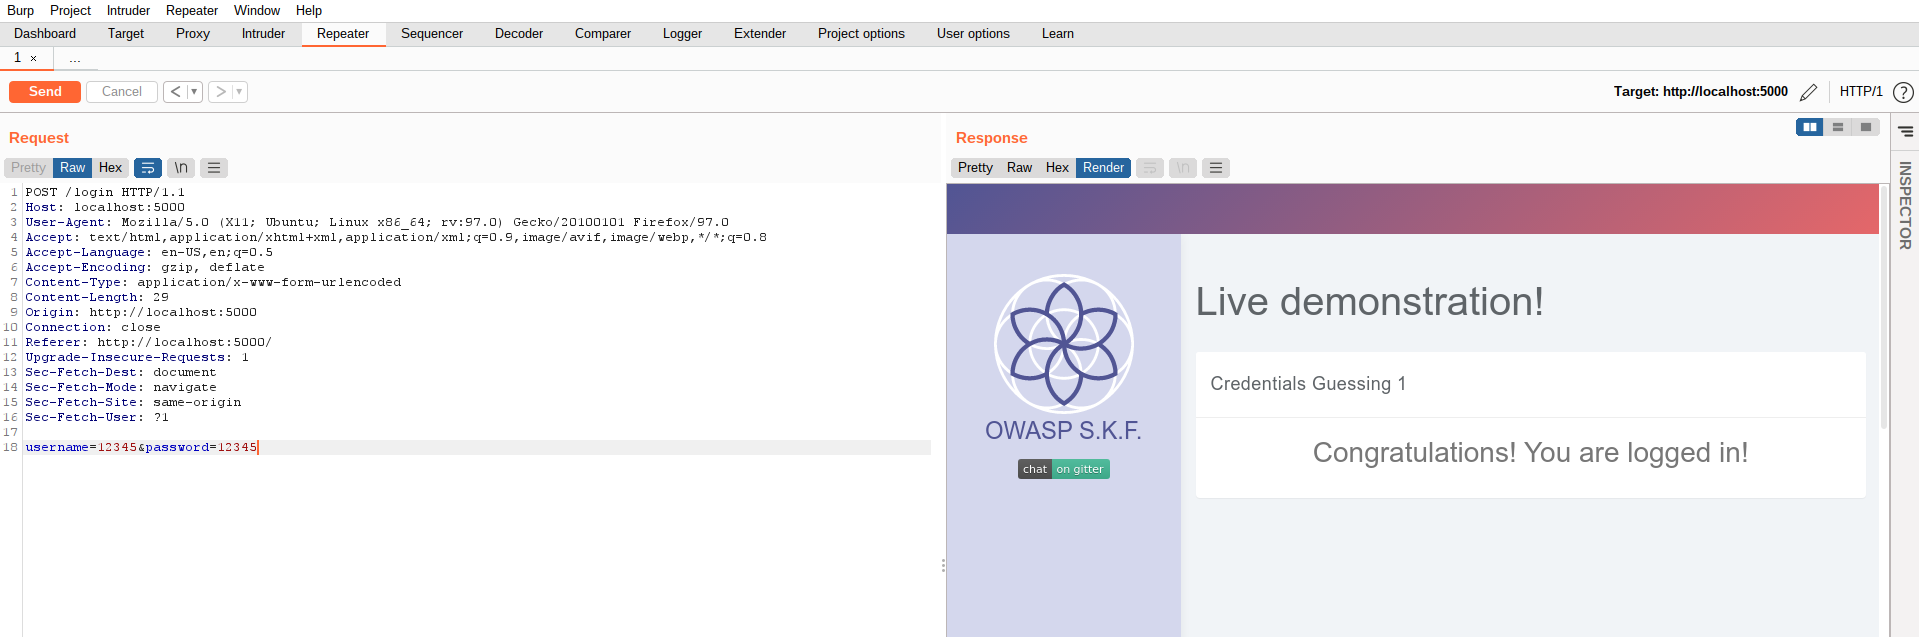 Burp Project Intruder Repeater Window Help
Dashboard Target Proxy Intruder Repeater Sequencer Decoder Comparer Logger Extender Project options User options Learn
1 × ...
Send Cancel < > Target: http://localhost:5000 HTTP/1 ?
Request
Pretty Raw Hex \n
1 POST /login HTTP/1.1
2 Host: localhost:5000
3 User-Agent: Mozilla/5.0 (X11; Ubuntu; Linux x86_64; rv:97.0) Gecko/20100101 Firefox/97.0
4 Accept: text/html,application/xhtml+xml,application/xml;q=0.9,image/avif,image/webp,*/*;q=0.8
5 Accept-Language: en-US,en;q=0.5
6 Accept-Encoding: gzip, deflate
7 Content-Type: application/x-www-form-urlencoded
8 Content-Length: 29
9 Origin: http://localhost:5000
10 Connection: close
11 Referer: http://localhost:5000/
12 Upgrade-Insecure-Requests: 1
13 Sec-Fetch-Dest: document
14 Sec-Fetch-Mode: navigate
15 Sec-Fetch-Site: same-origin
16 Sec-Fetch-User: ?1
17
18 username=12345&password=12345
Response
Pretty Raw Hex Render \n
OWASP S.K.F.
chat on gitter
Live demonstration!
Credentials Guessing 1
Congratulations! You are logged in!
INSPECTOR